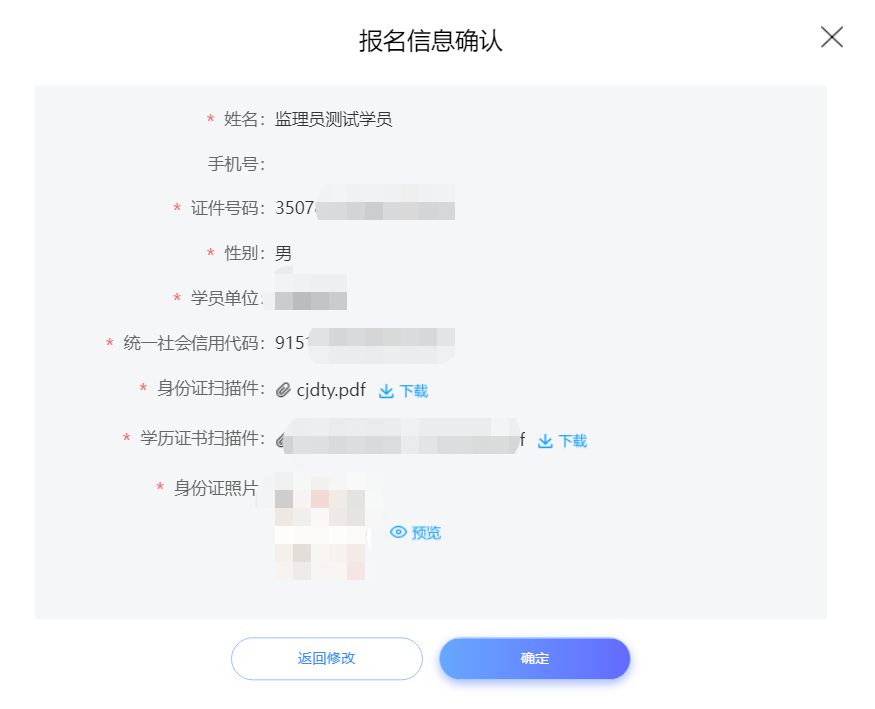 报名信息确认
* 姓名：监理员测试学员
手机号：
* 证件号码：3507
* 性别：男
* 学员单位
* 统一社会信用代码：915
* 身份证扫描件：cjdty.pdf 下载
* 学历证书扫描件：f 下载
* 身份证照片
预览
返回修改 确定